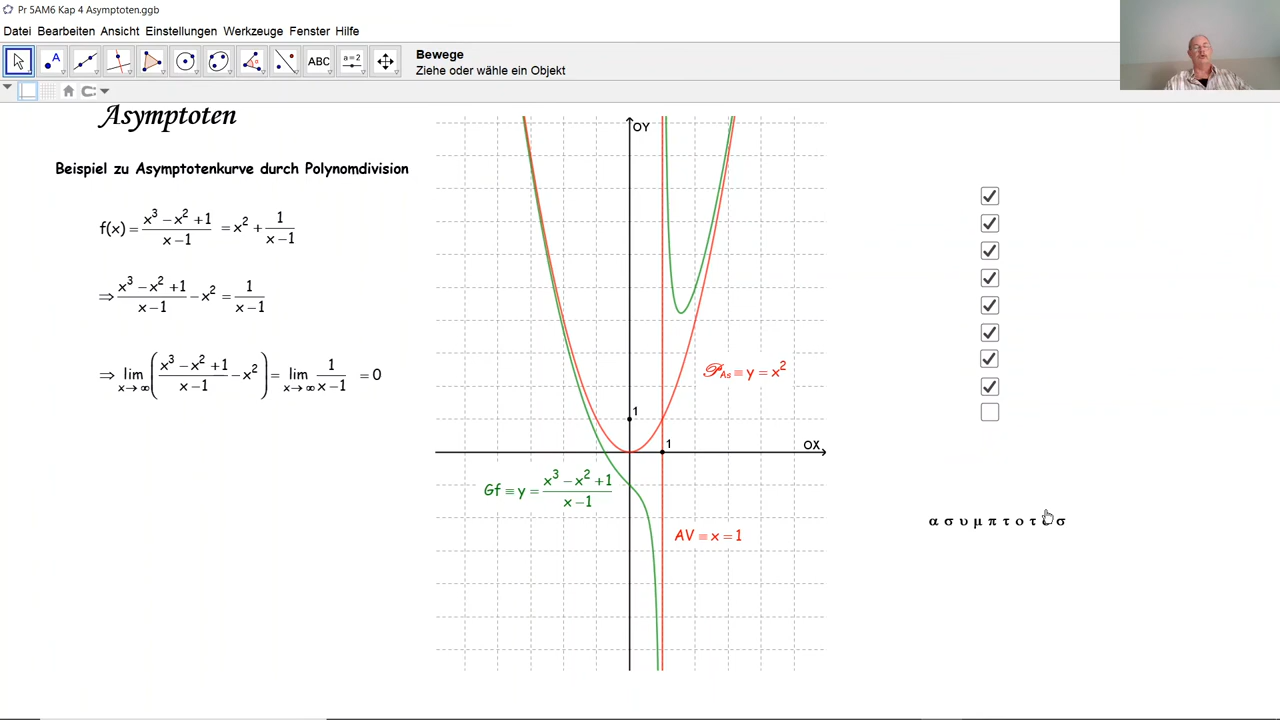 Pr 5AM6 Kap 4 Asymptoten.ggb
Datei Bearbeiten Ansicht Einstellungen Werkzeuge Fenster Hilfe
A ABC a=2
Bewege
Ziehe oder wähle ein Objekt
Asymptoten
Beispiel zu Asymptotenkurve durch Polynomdivision
f(x) = (x³ − x² + 1)/(x − 1) = x² + 1/(x − 1)
⇒ (x³ − x² + 1)/(x − 1) − x² = 1/(x − 1)
⇒ lim x→∞ ((x³ − x² + 1)/(x − 1) − x²) = lim x→∞ 1/(x − 1) = 0
OY
𝒫As ≡ y = x²
1
1
OX
Gf ≡ y = (x³ − x² + 1)/(x − 1)
AV ≡ x = 1